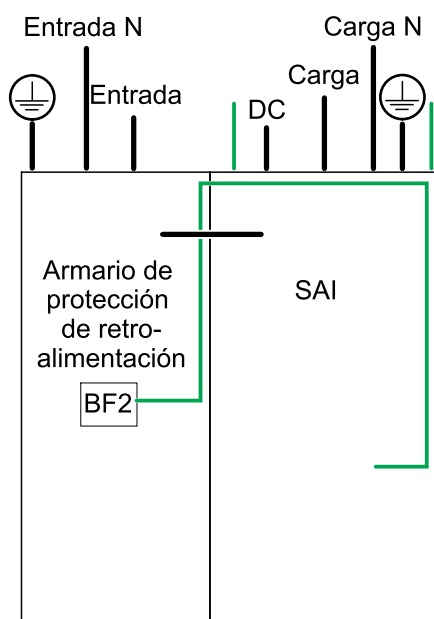 Entrada N
Carga N
Carga
Entrada
DC
Armario de
protección
de retro-
alimentación
SAI
BF2